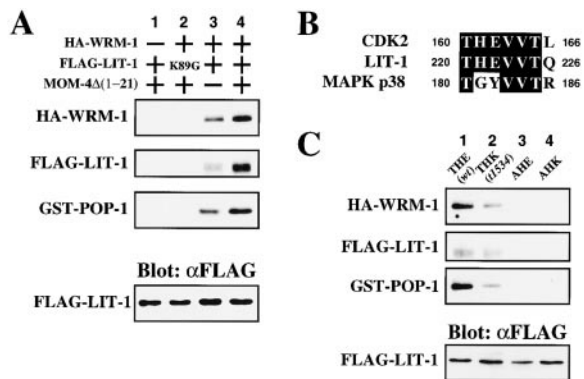 A
1 2 3 4
HA-WRM-1 − + + +
FLAG-LIT-1 + K89G + +
MOM-4Δ(1−21) + + − +
HA-WRM-1
FLAG-LIT-1
GST-POP-1
Blot: αFLAG
FLAG-LIT-1
B
CDK2 160 THEVVTL 166
LIT-1 220 THEVVTQ 226
MAPK p38 180 TGYVVTR 186
C
1 2 3 4
THE (wt) THK (t1534) AHE AHK
HA-WRM-1
FLAG-LIT-1
GST-POP-1
Blot: αFLAG
FLAG-LIT-1